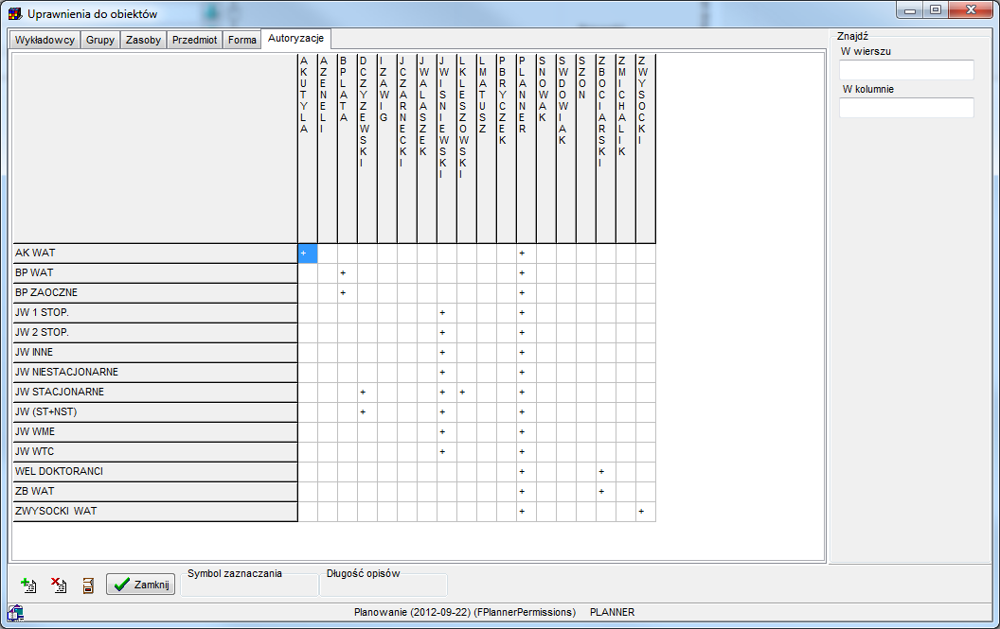 Uprawnienia do obiektów
Wykładowcy Grupy Zasoby Przedmiot Forma Autoryzacje
Znajdź
W wierszu
W kolumnie
AKUTYLA AZENELI BPLATA DCZYZEWSKI IZAWIG JCZARNECKI JWALASZEK JWISNIEWSKI LKLESZOWSKI LMATUSZ PBRYCZEK PLANNER SNOWAK SWDOWIAK SZON ZBOCIARSKI ZMICHALIK ZWYSOCKI
AK WAT + +
BP WAT + +
BP ZAOCZNE + +
JW 1 STOP. + +
JW 2 STOP. + +
JW INNE + +
JW NIESTACJONARNE + +
JW STACJONARNE + + + +
JW (ST+NST) + + +
JW WME + +
JW WTC + +
WEL DOKTORANCI + +
ZB WAT + +
ZWYSOCKI WAT + +
Zamknij
Symbol zaznaczania
Długość opisów
Planowanie (2012-09-22) (FPlannerPermissions) PLANNER